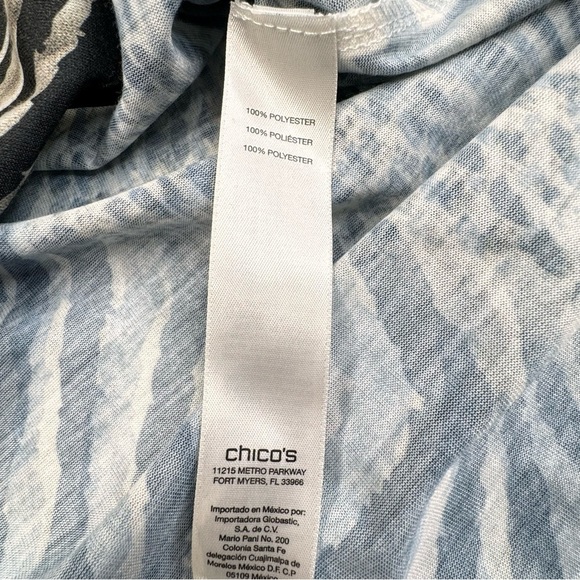 100% POLYESTER
100% POLIÉSTER
100% POLYESTER
chico's
11215 METRO PARKWAY
FORT MYERS, FL 33966
Importado en México por:
Importadora Globastic,
S.A. de C.V.
Mario Pani No. 200
Colonia Santa Fe
delegación Cuajimalpa de
Morelos México D.F. C.P
05109 México